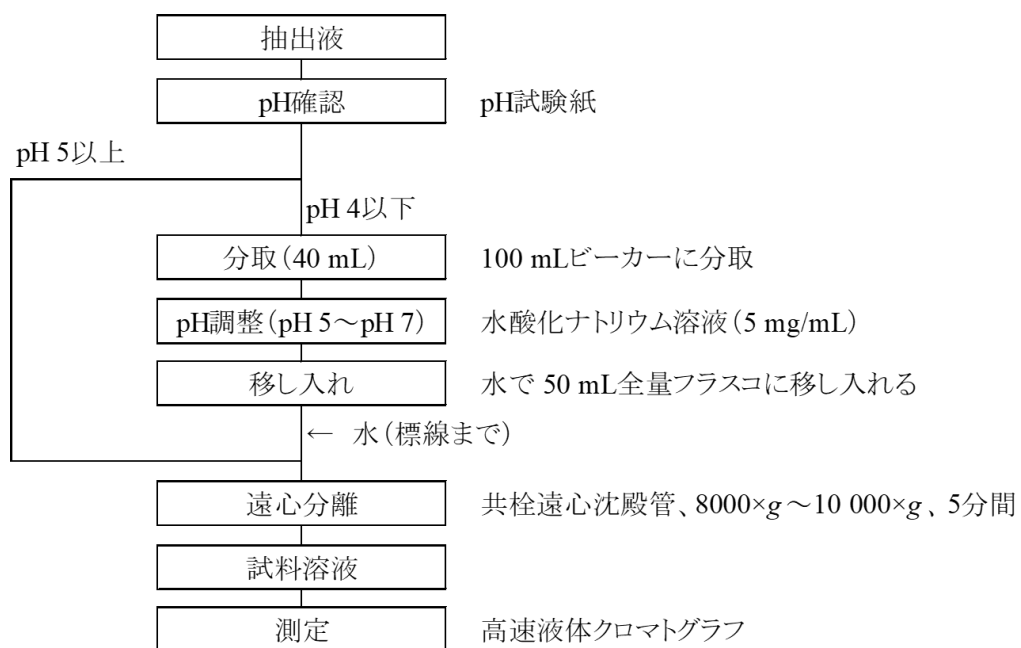 抽出液
pH確認 pH試験紙
pH 5以上
pH 4以下
分取(40 mL) 100 mLビーカーに分取
pH調整(pH 5～pH 7) 水酸化ナトリウム溶液(5 mg/mL)
移し入れ 水で 50 mL全量フラスコに移し入れる
← 水(標線まで)
遠心分離 共栓遠心沈殿管、8000×g～10 000×g、5分間
試料溶液
測定 高速液体クロマトグラフ